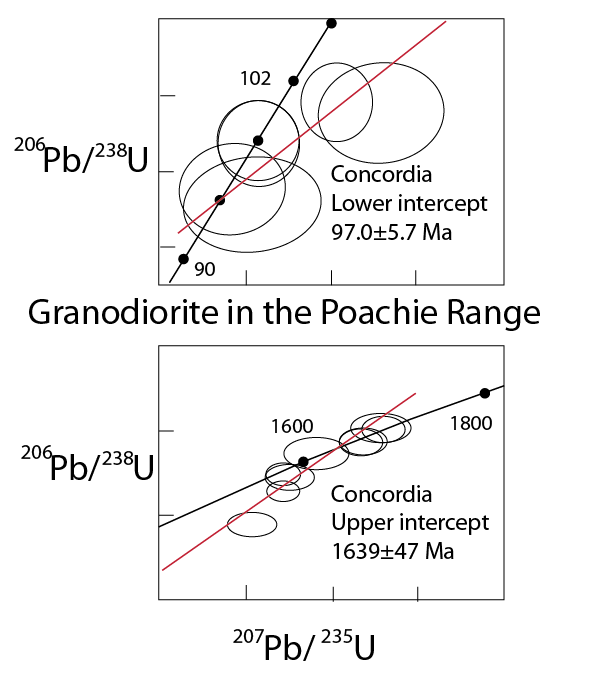 102
²⁰⁶Pb/²³⁸U
Concordia
Lower intercept
97.0±5.7 Ma
90
Granodiorite in the Poachie Range
1600
1800
²⁰⁶Pb/²³⁸U
Concordia
Upper intercept
1639±47 Ma
²⁰⁷Pb/ ²³⁵U